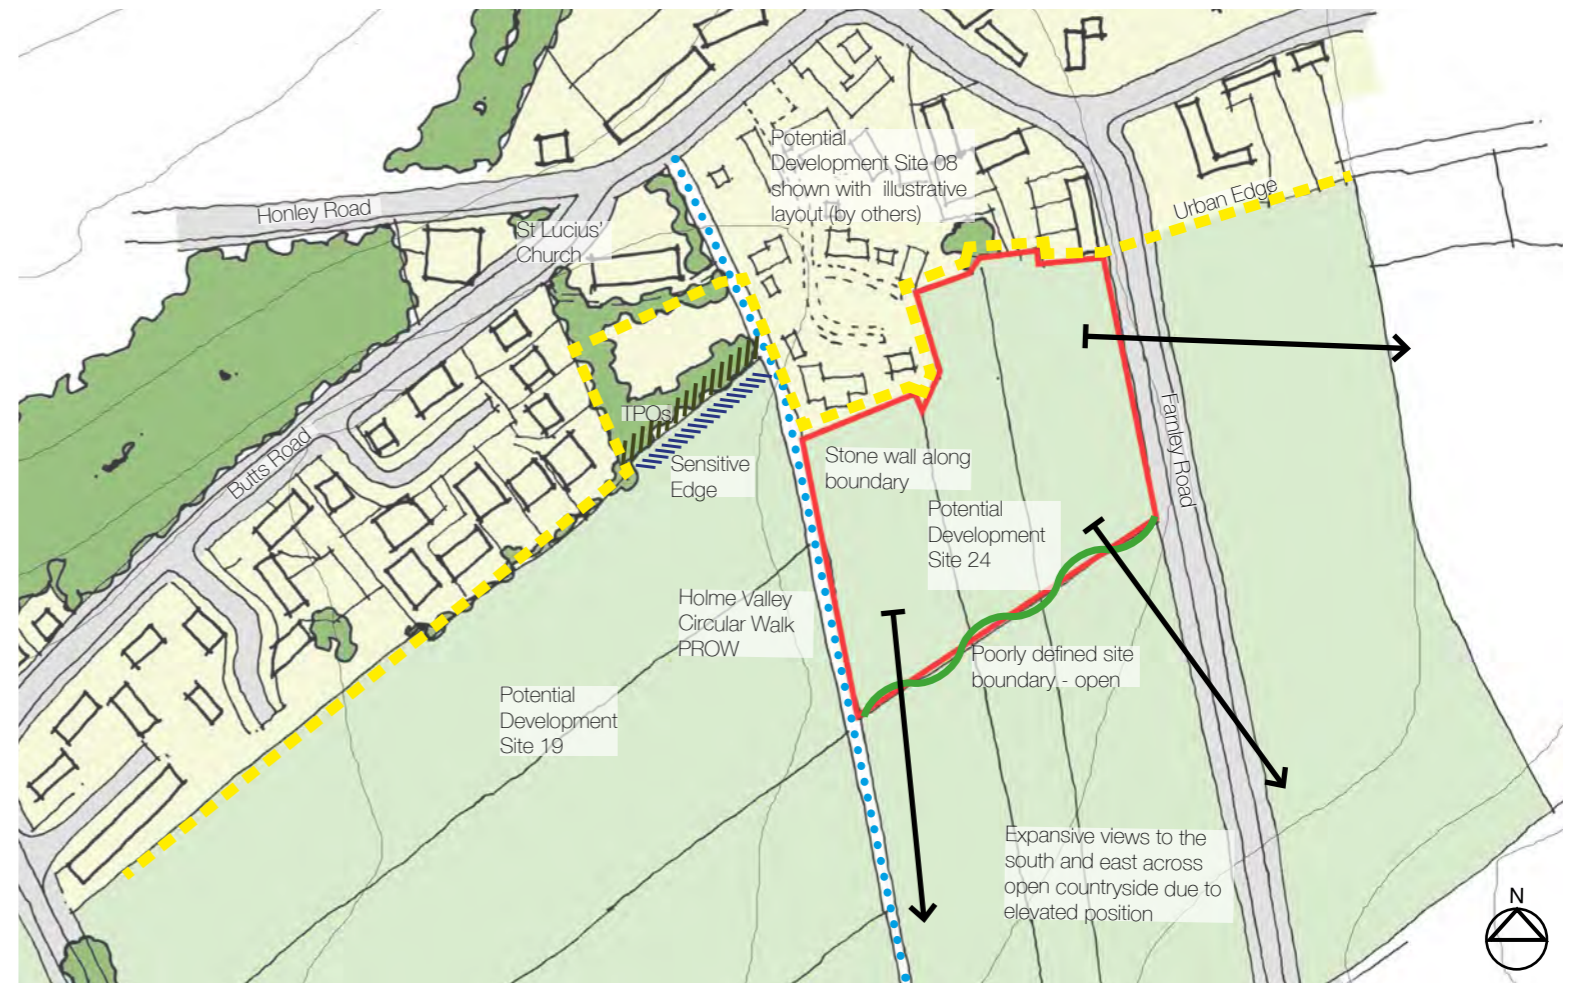 Potential
Development Site 08
shown with illustrative
layout (by others)
Urban Edge
Honley Road
St Lucius'
Church
TPOs
Butts Road
Sensitive
Edge
Stone wall along
boundary
Farnley Road
Potential
Development
Site 24
Holme Valley
Circular Walk
PROW
Poorly defined site
boundary - open
Potential
Development
Site 19
Expansive views to the
south and east across
open countryside due to
elevated position
N